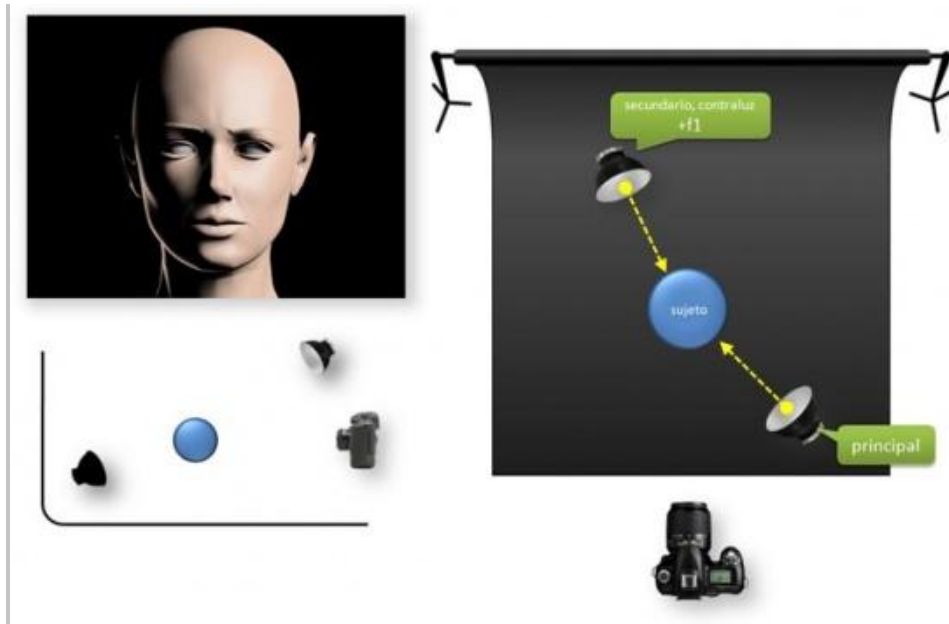 secundario, contraluz
+f1
sujeto
principal